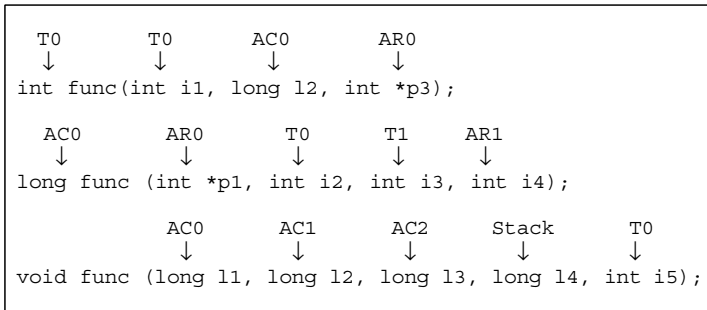 T0 T0 AC0 AR0
↓ ↓ ↓ ↓
int func(int i1, long l2, int *p3);
AC0 AR0 T0 T1 AR1
↓ ↓ ↓ ↓ ↓
long func (int *p1, int i2, int i3, int i4);
AC0 AC1 AC2 Stack T0
↓ ↓ ↓ ↓ ↓
void func (long l1, long l2, long l3, long l4, int i5);